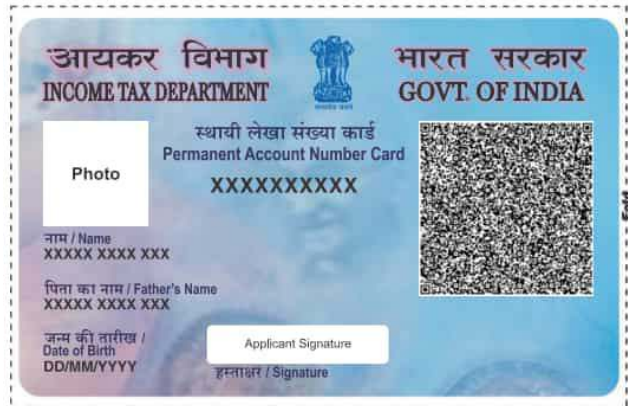 आयकर विभाग
भारत सरकार
INCOME TAX DEPARTMENT
GOVT. OF INDIA
स्थायी लेखा संख्या कार्ड
Permanent Account Number Card
XXXXXXXXXX
Photo
नाम / Name
XXXXX XXXX XXX
पिता का नाम / Father's Name
XXXXX XXXX XXX
जन्म की तारीख /
Date of Birth
DD/MM/YYYY
Applicant Signature
हस्ताक्षर / Signature